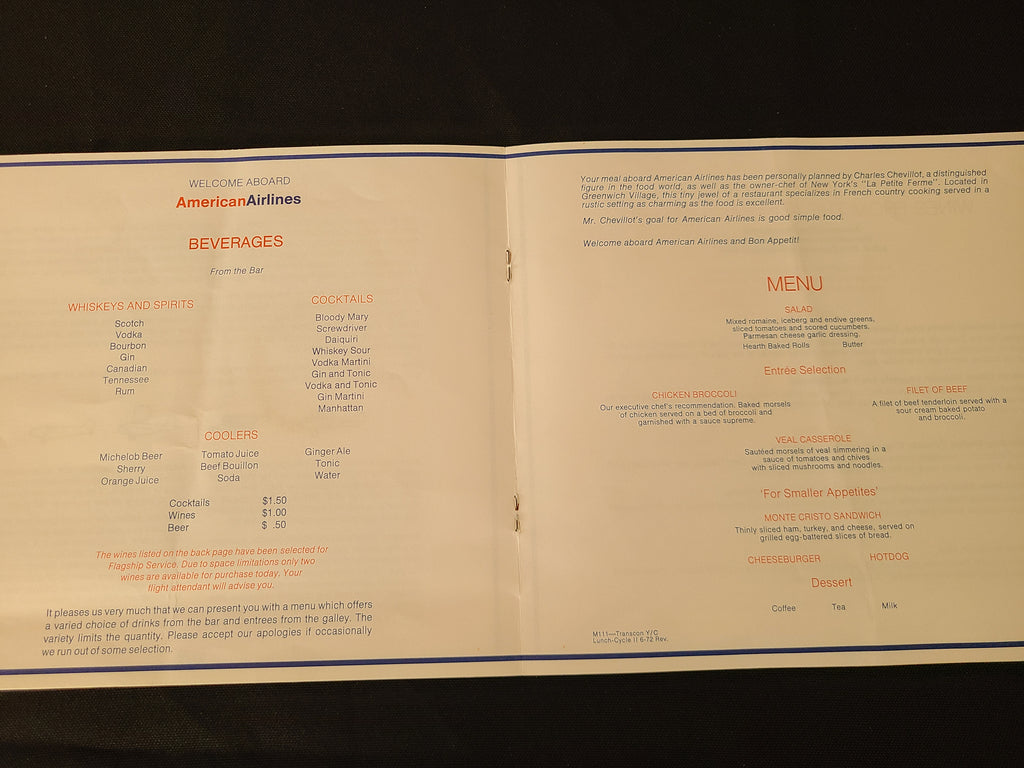 WELCOME ABOARD
AmericanAirlines
BEVERAGES
From the Bar
WHISKEYS AND SPIRITS
Scotch
Vodka
Bourbon
Gin
Canadian
Tennessee
Rum
COCKTAILS
Bloody Mary
Screwdriver
Daiquiri
Whiskey Sour
Vodka Martini
Gin and Tonic
Vodka and Tonic
Gin Martini
Manhattan
COOLERS
Michelob Beer
Sherry
Orange Juice
Tomato Juice
Beef Bouillon
Soda
Ginger Ale
Tonic
Water
Cocktails $1.50
Wines $1.00
Beer $ .50
The wines listed on the back page have been selected for
Flagship Service. Due to space limitations only two
wines are available for purchase today. Your
flight attendant will advise you.
It pleases us very much that we can present you with a menu which offers
a varied choice of drinks from the bar and entrees from the galley. The
variety limits the quantity. Please accept our apologies if occasionally
we run out of some selection.
Your meal aboard American Airlines has been personally planned by Charles Chevillot, a distinguished
figure in the food world, as well as the owner-chef of New York's "La Petite Ferme". Located in
Greenwich Village, this tiny jewel of a restaurant specializes in French country cooking served in a
rustic setting as charming as the food is excellent.
Mr. Chevillot's goal for American Airlines is good simple food.
Welcome aboard American Airlines and Bon Appetit!
MENU
SALAD
Mixed romaine, iceberg and endive greens,
sliced tomatoes and scored cucumbers.
Parmesan cheese garlic dressing.
Hearth Baked Rolls Butter
Entrée Selection
CHICKEN BROCCOLI
Our executive chef's recommendation. Baked morsels
of chicken served on a bed of broccoli and
garnished with a sauce supreme.
FILET OF BEEF
A filet of beef tenderloin served with a
sour cream baked potato
and broccoli.
VEAL CASSEROLE
Sautéed morsels of veal simmering in a
sauce of tomatoes and chives
with sliced mushrooms and noodles.
'For Smaller Appetites'
MONTE CRISTO SANDWICH
Thinly sliced ham, turkey, and cheese, served on
grilled egg-battered slices of bread.
CHEESEBURGER HOTDOG
Dessert
Coffee Tea Milk
M111—Transcon Y/C
Lunch-Cycle II 6-72 Rev.